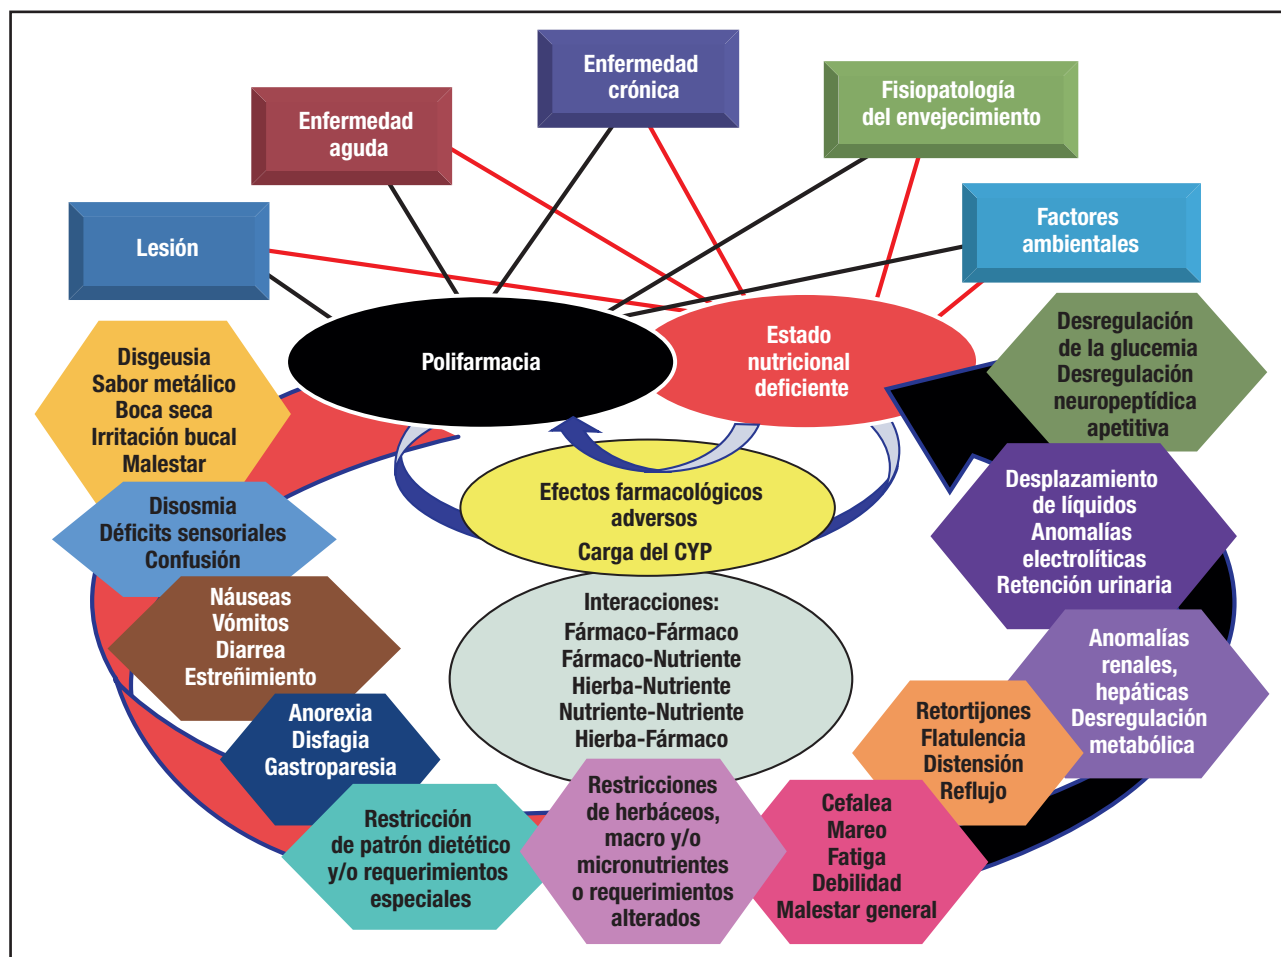 Enfermedad
crónica
Fisiopatología
del envejecimiento
Enfermedad
aguda
Lesión
Factores
ambientales
Polifarmacia
Estado
nutricional
deficiente
Disgeusia
Sabor metálico
Boca seca
Irritación bucal
Malestar
Disosmia
Déficits sensoriales
Confusión
Náuseas
Vómitos
Diarrea
Estreñimiento
Anorexia
Disfagia
Gastroparesia
Restricción
de patrón dietético
y/o requerimientos
especiales
Efectos farmacológicos
adversos
Carga del CYP
Interacciones:
Fármaco-Fármaco
Fármaco-Nutriente
Hierba-Nutriente
Nutriente-Nutriente
Hierba-Fármaco
Restricciones
de herbáceos,
macro y/o
micronutrientes
o requerimientos
alterados
Cefalea
Mareo
Fatiga
Debilidad
Malestar general
Retortijones
Flatulencia
Distensión
Reflujo
Anomalías
renales,
hepáticas
Desregulación
metabólica
Desplazamiento
de líquidos
Anomalías
electrolíticas
Retención urinaria
Desregulación
de la glucemia
Desregulación
neuropeptídica
apetitiva